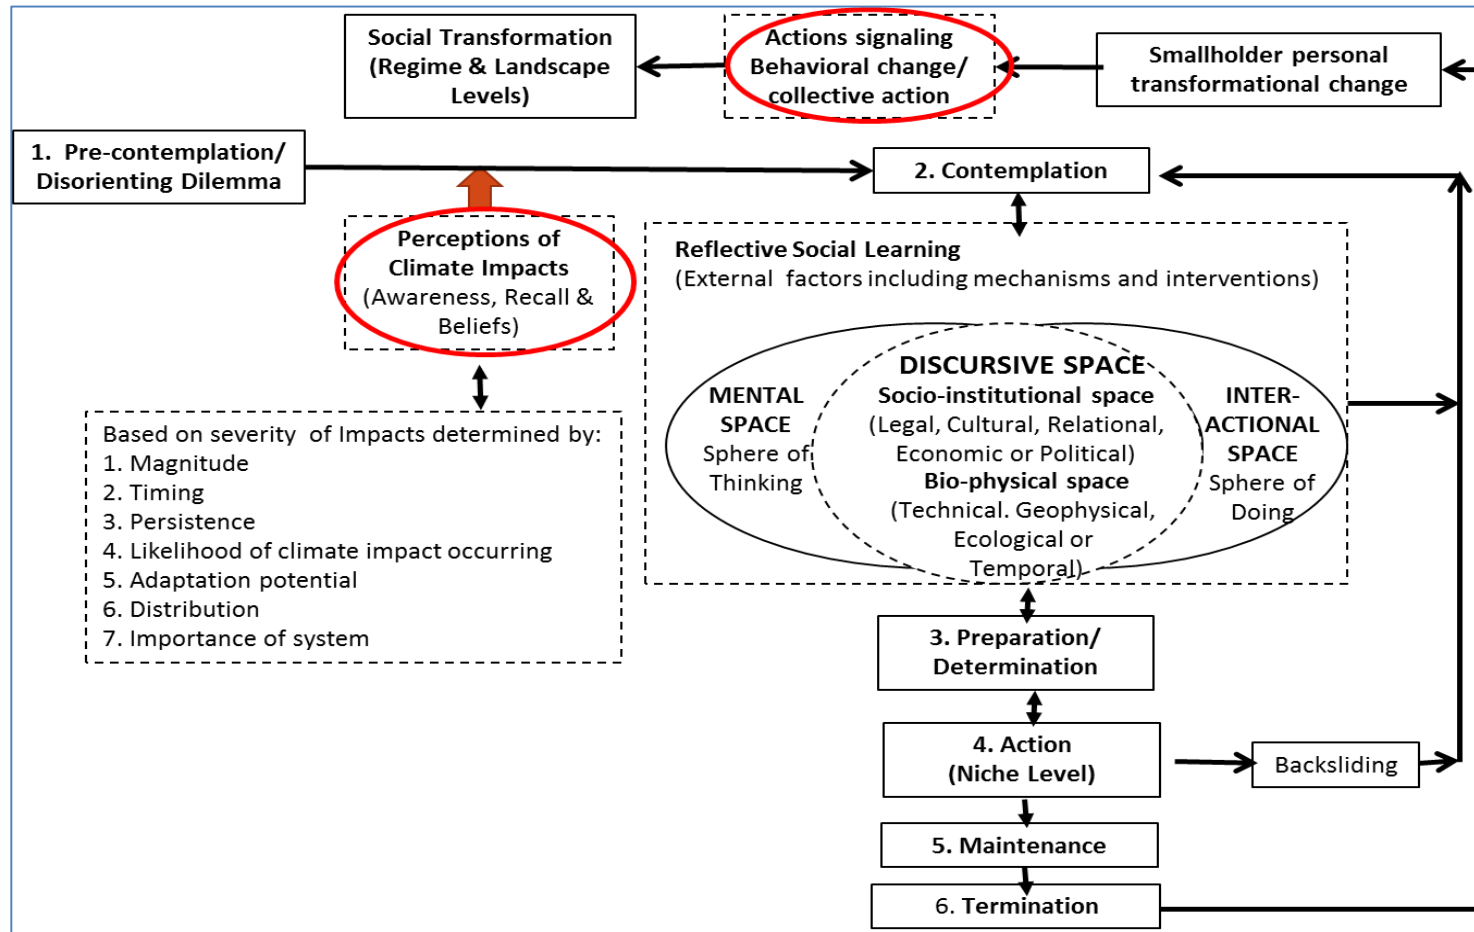 Social Transformation
(Regime & Landscape
Levels)
Actions signaling
Behavioral change/
collective action
Smallholder personal
transformational change
1. Pre-contemplation/
Disorienting Dilemma
2. Contemplation
Perceptions of
Climate Impacts
(Awareness, Recall &
Beliefs)
Reflective Social Learning
(External factors including mechanisms and interventions)
MENTAL
SPACE
Sphere of
Thinking
DISCURSIVE SPACE
Socio-institutional space
(Legal, Cultural, Relational,
Economic or Political)
Bio-physical space
(Technical. Geophysical,
Ecological or
Temporal)
INTER-
ACTIONAL
SPACE
Sphere of
Doing
Based on severity of Impacts determined by:
1. Magnitude
2. Timing
3. Persistence
4. Likelihood of climate impact occurring
5. Adaptation potential
6. Distribution
7. Importance of system
3. Preparation/
Determination
4. Action
(Niche Level)
Backsliding
5. Maintenance
6. Termination